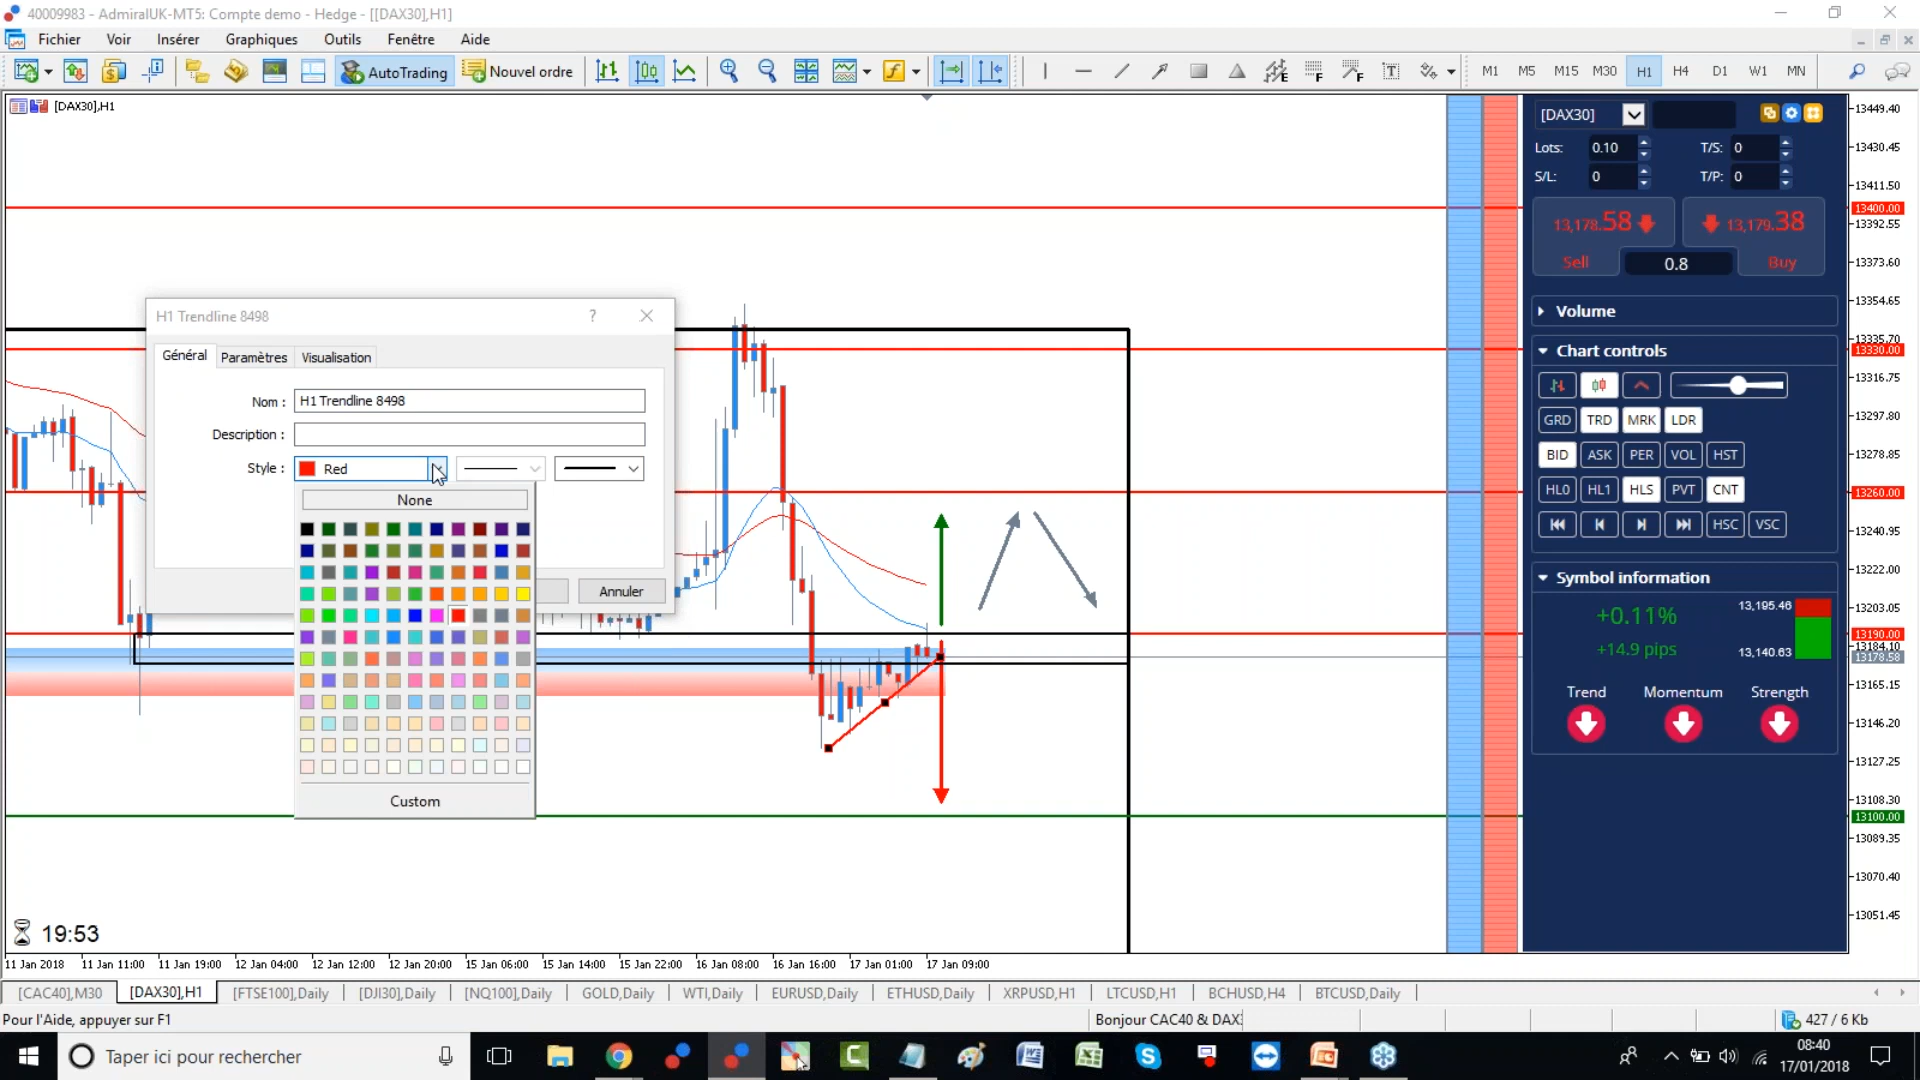 40009983 - AdmiralUK-MT5: Compte demo - Hedge - [[DAX30],H1]
Fichier Voir Insérer Graphiques Outils Fenêtre Aide
AutoTrading Nouvel ordre M1 M5 M15 M30 H1 H4 D1 W1 MN
[DAX30],H1
[DAX30]
Lots: 0.10 T/S: 0
S/L: 0 T/P: 0
13,178.58 13,179.38
Sell 0.8 Buy
Volume
Chart controls
GRD TRD MRK LDR
BID ASK PER VOL HST
HL0 HL1 HLS PVT CNT
HSC VSC
Symbol information
+0.11% 13,195.46
+14.9 pips 13,140.63
Trend Momentum Strength
13449.40
13430.45
13411.50
13400.00
13392.55
13373.60
13354.65
13335.70
13330.00
13316.75
13297.80
13278.85
13260.00
13240.95
13222.00
13203.05
13190.00
13184.10
13178.58
13165.15
13146.20
13127.25
13108.30
13100.00
13089.35
13070.40
13051.45
H1 Trendline 8498 ?
Général Paramètres Visualisation
Nom : H1 Trendline 8498
Description :
Style : Red
None
Custom
Annuler
19:53
11 Jan 2018 11 Jan 11:00 11 Jan 19:00 12 Jan 04:00 12 Jan 12:00 12 Jan 20:00 15 Jan 06:00 15 Jan 14:00 15 Jan 22:00 16 Jan 08:00 16 Jan 16:00 17 Jan 01:00 17 Jan 09:00
[CAC40],M30 [DAX30],H1 [FTSE100],Daily [DJI30],Daily [NQ100],Daily GOLD,Daily WTI,Daily EURUSD,Daily ETHUSD,Daily XRPUSD,H1 LTCUSD,H1 BCHUSD,H4 BTCUSD,Daily
Pour l'Aide, appuyer sur F1 Bonjour CAC40 & DAX3 427 / 6 Kb
Taper ici pour rechercher 08:40
17/01/2018